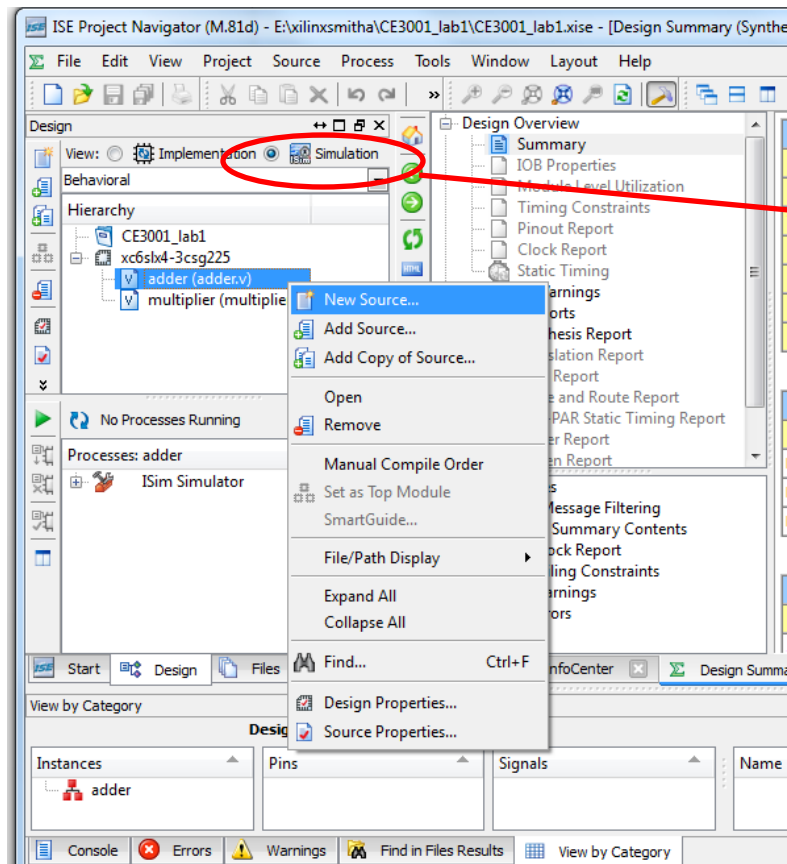 ISE Project Navigator (M.81d) - E:\xilinxsmitha\CE3001_lab1\CE3001_lab1.xise - [Design Summary (Synthe
File Edit View Project Source Process Tools Window Layout Help
Design
View: Implementation Simulation
Behavioral
Hierarchy
CE3001_lab1
xc6slx4-3csg225
adder (adder.v)
multiplier (multiplie
No Processes Running
Processes: adder
ISim Simulator
Design Overview
Summary
IOB Properties
Module Level Utilization
Timing Constraints
Pinout Report
Clock Report
Static Timing
arnings
orts
hesis Report
slation Report
Report
e and Route Report
-PAR Static Timing Report
er Report
en Report
es
Message Filtering
Summary Contents
ock Report
ling Constraints
arnings
ors
New Source...
Add Source...
Add Copy of Source...
Open
Remove
Manual Compile Order
Set as Top Module
SmartGuide...
File/Path Display
Expand All
Collapse All
Find... Ctrl+F
Design Properties...
Source Properties...
ISE Start Design Files nfoCenter Design Summa
View by Category
Desig
Instances Pins Signals Name
adder
Console Errors Warnings Find in Files Results View by Category